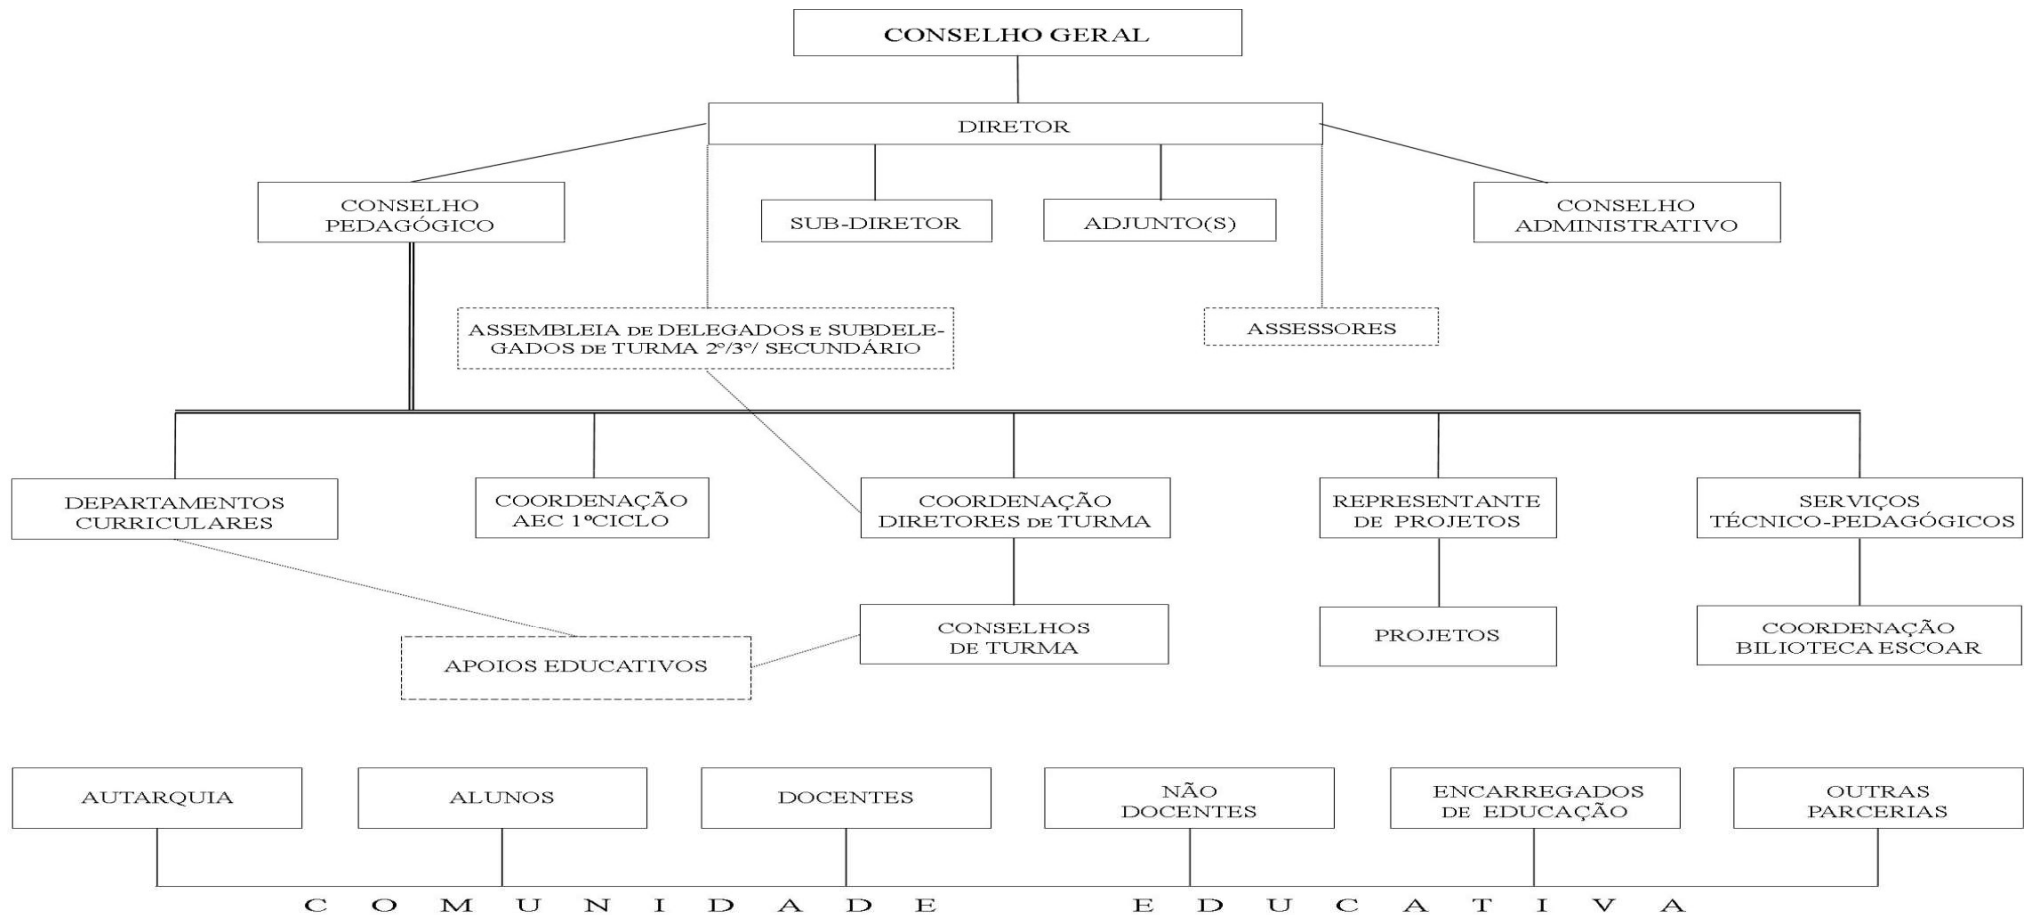 CONSELHO GERAL
DIRETOR
CONSELHO
PEDAGÓGICO
SUB-DIRETOR
ADJUNTO(S)
CONSELHO
ADMINISTRATIVO
ASSEMBLEIA DE DELEGADOS E SUBDELE-
GADOS DE TURMA 2º/3º/ SECUNDÁRIO
ASSESSORES
DEPARTAMENTOS
CURRICULARES
COORDENAÇÃO
AEC 1ºCICLO
COORDENAÇÃO
DIRETORES DE TURMA
REPRESENTANTE
DE PROJETOS
SERVIÇOS
TÉCNICO-PEDAGÓGICOS
APOIOS EDUCATIVOS
CONSELHOS
DE TURMA
PROJETOS
COORDENAÇÃO
BILIOTECA ESCOAR
AUTARQUIA
ALUNOS
DOCENTES
NÃO
DOCENTES
ENCARREGADOS
DE EDUCAÇÃO
OUTRAS
PARCERIAS
C O M U N I D A D E E D U C A T I V A